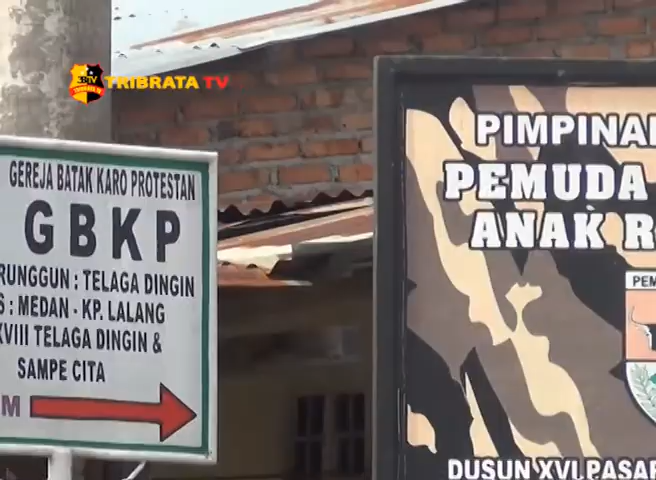 TRIBRATA TV
GEREJA BATAK KARO PROTESTAN
GBKP
RUNGGUN : TELAGA DINGIN
: MEDAN - KP. LALANG
XVIII TELAGA DINGIN &
SAMPE CITA
M
PIMPINA
PEMUDA
ANAK R
PEM
DUSUN XVI, PASAR